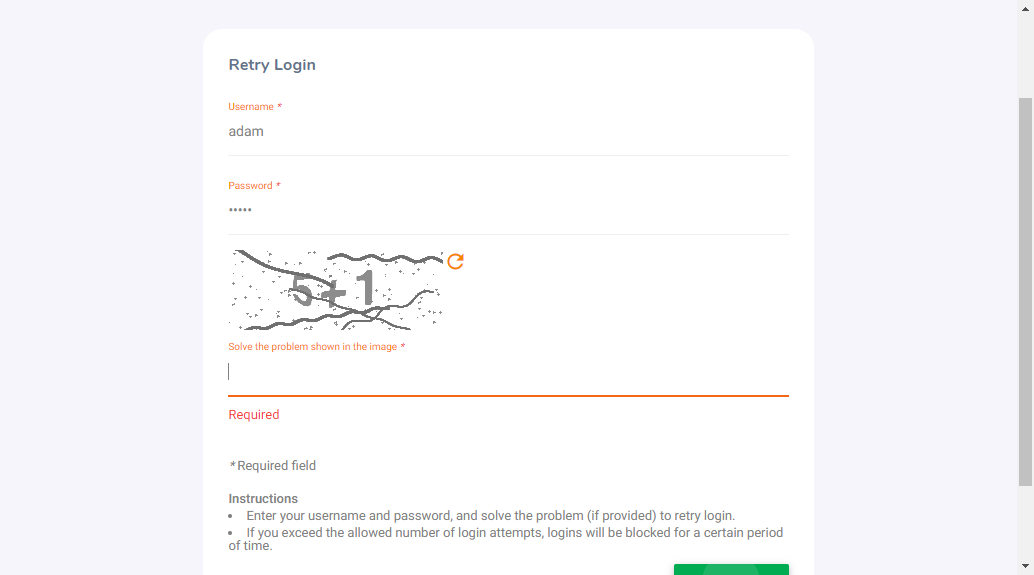 Retry Login
Username *
adam
Password *
•••••
5+1
Solve the problem shown in the image *
Required
*Required field
Instructions
• Enter your username and password, and solve the problem (if provided) to retry login.
• If you exceed the allowed number of login attempts, logins will be blocked for a certain period
of time.